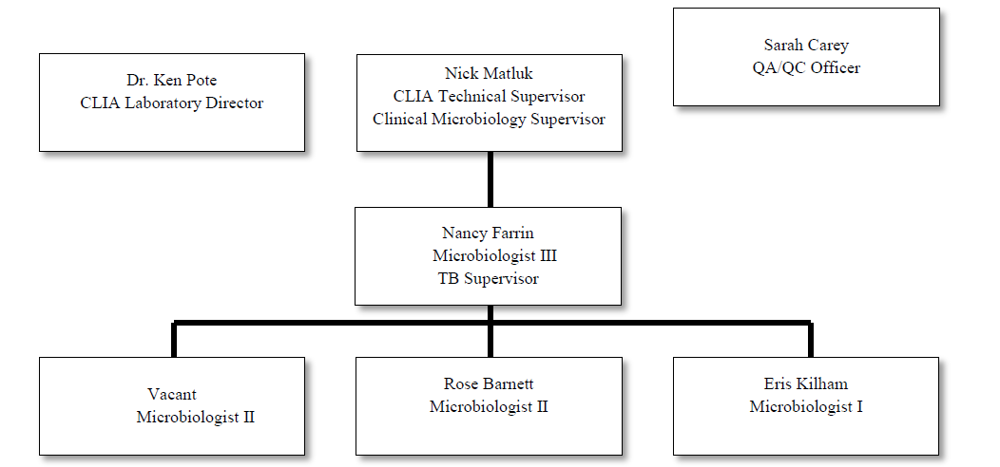 Dr. Ken Pote
CLIA Laboratory Director
Nick Matluk
CLIA Technical Supervisor
Clinical Microbiology Supervisor
Sarah Carey
QA/QC Officer
Nancy Farrin
Microbiologist III
TB Supervisor
Vacant
Microbiologist II
Rose Barnett
Microbiologist II
Eris Kilham
Microbiologist I